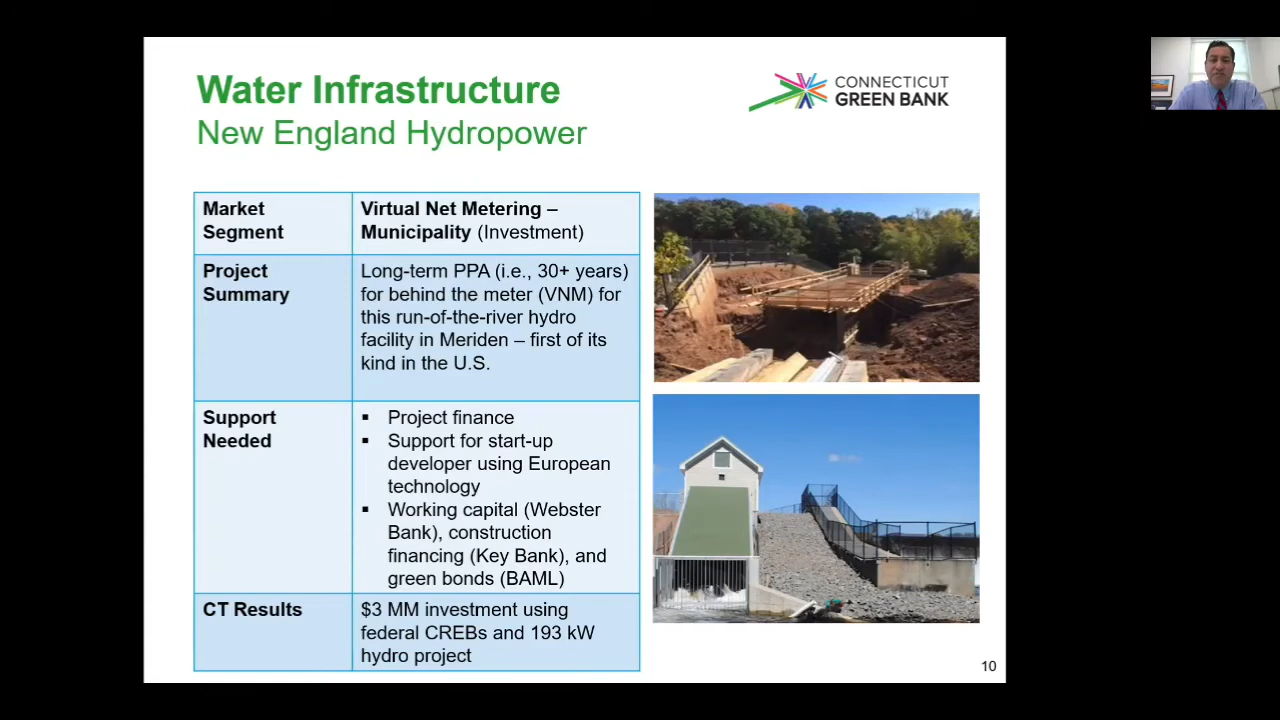 Water Infrastructure
New England Hydropower
CONNECTICUT
GREEN BANK
Market
Segment
Virtual Net Metering –
Municipality (Investment)
Project
Summary
Long-term PPA (i.e., 30+ years)
for behind the meter (VNM) for
this run-of-the-river hydro
facility in Meriden – first of its
kind in the U.S.
Support
Needed
▪ Project finance
▪ Support for start-up
developer using European
technology
▪ Working capital (Webster
Bank), construction
financing (Key Bank), and
green bonds (BAML)
CT Results
$3 MM investment using
federal CREBs and 193 kW
hydro project
10